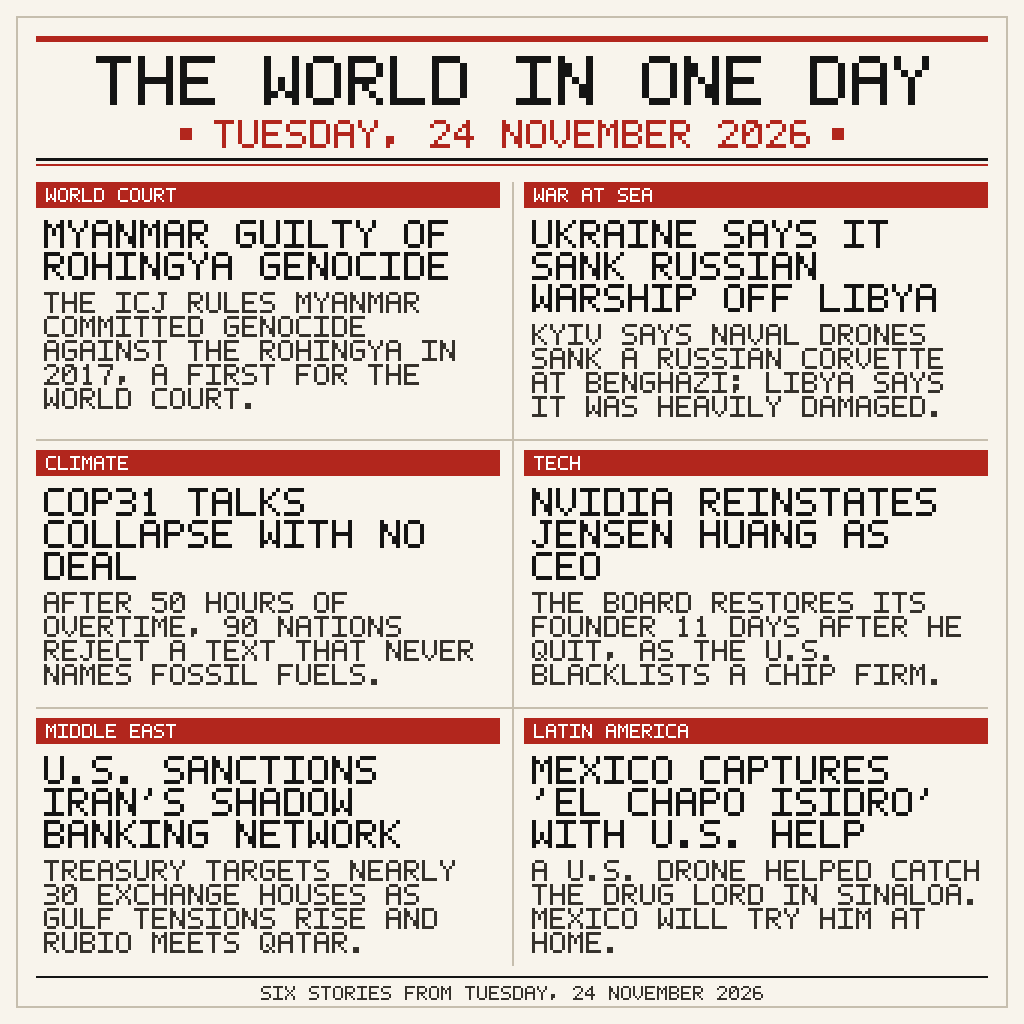 THE WORLD IN ONE DAY
▪ TUESDAY, 24 NOVEMBER 2026 ▪
WORLD COURT
MYANMAR GUILTY OF
ROHINGYA GENOCIDE
THE ICJ RULES MYANMAR
COMMITTED GENOCIDE
AGAINST THE ROHINGYA IN
2017, A FIRST FOR THE
WORLD COURT.
WAR AT SEA
UKRAINE SAYS IT
SANK RUSSIAN
WARSHIP OFF LIBYA
KYIV SAYS NAVAL DRONES
SANK A RUSSIAN CORVETTE
AT BENGHAZI; LIBYA SAYS
IT WAS HEAVILY DAMAGED.
CLIMATE
COP31 TALKS
COLLAPSE WITH NO
DEAL
AFTER 50 HOURS OF
OVERTIME, 90 NATIONS
REJECT A TEXT THAT NEVER
NAMES FOSSIL FUELS.
TECH
NVIDIA REINSTATES
JENSEN HUANG AS
CEO
THE BOARD RESTORES ITS
FOUNDER 11 DAYS AFTER HE
QUIT, AS THE U.S.
BLACKLISTS A CHIP FIRM.
MIDDLE EAST
U.S. SANCTIONS
IRAN'S SHADOW
BANKING NETWORK
TREASURY TARGETS NEARLY
30 EXCHANGE HOUSES AS
GULF TENSIONS RISE AND
RUBIO MEETS QATAR.
LATIN AMERICA
MEXICO CAPTURES
'EL CHAPO ISIDRO'
WITH U.S. HELP
A U.S. DRONE HELPED CATCH
THE DRUG LORD IN SINALOA.
MEXICO WILL TRY HIM AT
HOME.
SIX STORIES FROM TUESDAY, 24 NOVEMBER 2026